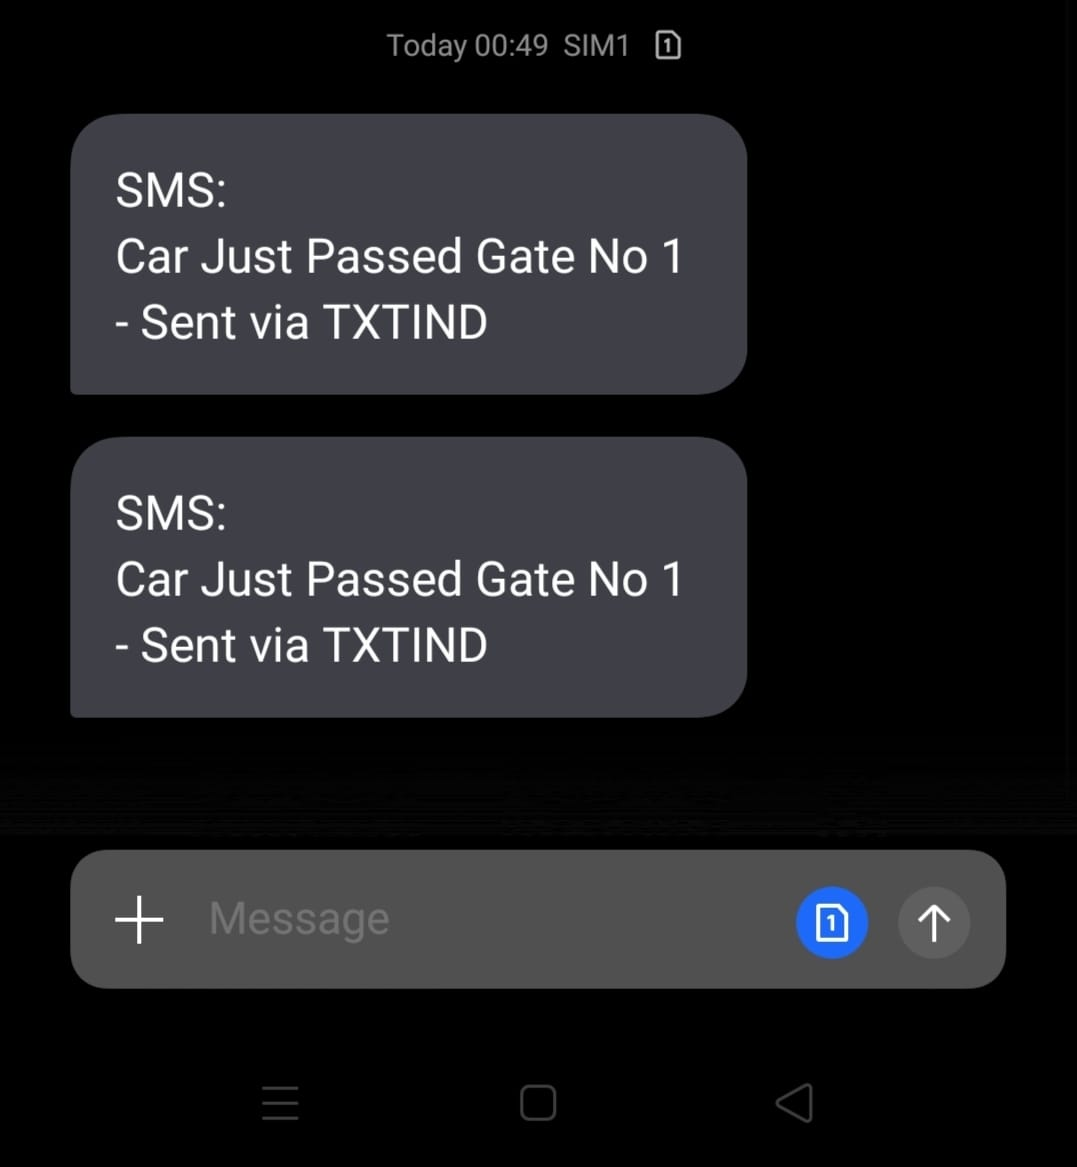 Today 00:49 SIM1 1
SMS:
Car Just Passed Gate No 1
- Sent via TXTIND
SMS:
Car Just Passed Gate No 1
- Sent via TXTIND
Message 1